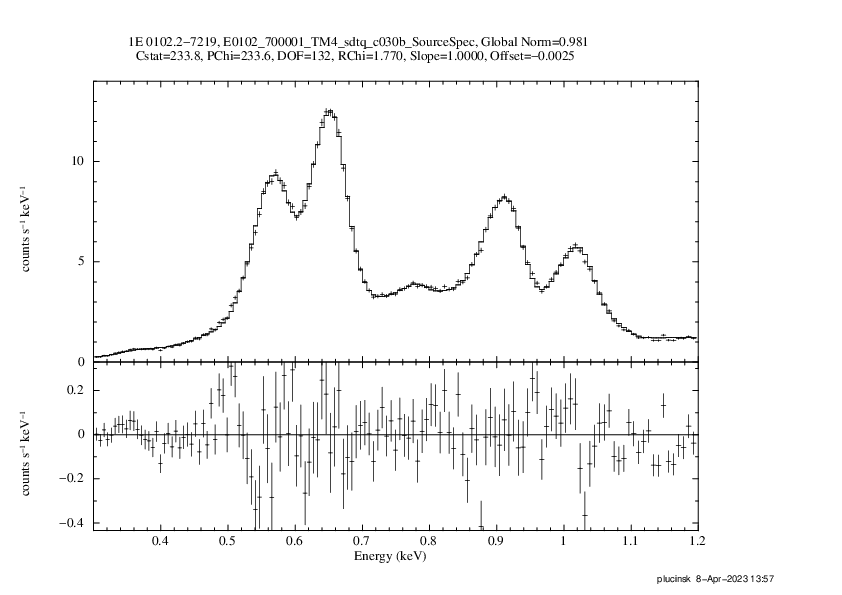 1E 0102.2−7219, E0102_700001_TM4_sdtq_c030b_SourceSpec, Global Norm=0.981
Cstat=233.8, PChi=233.6, DOF=132, RChi=1.770, Slope=1.0000, Offset=−0.0025
counts s⁻¹ keV⁻¹
10
5
0
counts s⁻¹ keV⁻¹
0.2
0
−0.2
−0.4
0.4 0.5 0.6 0.7 0.8 0.9 1 1.1 1.2
Energy (keV)
plucinsk 8−Apr−2023 13:57